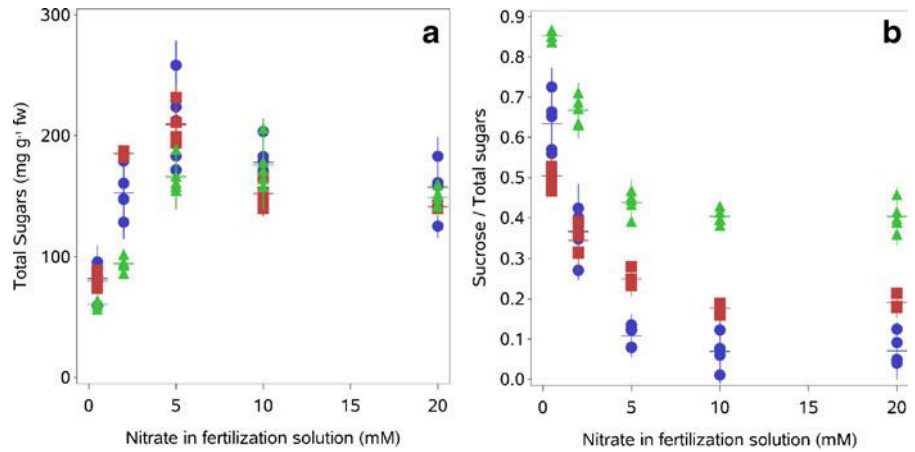 a
300
200
100
0
Total Sugars (mg g⁻¹ fw)
0 5 10 15 20
Nitrate in fertilization solution (mM)
b
0.9
0.8
0.7
0.6
0.5
0.4
0.3
0.2
0.1
0.0
Sucrose / Total sugars
0 5 10 15 20
Nitrate in fertilization solution (mM)